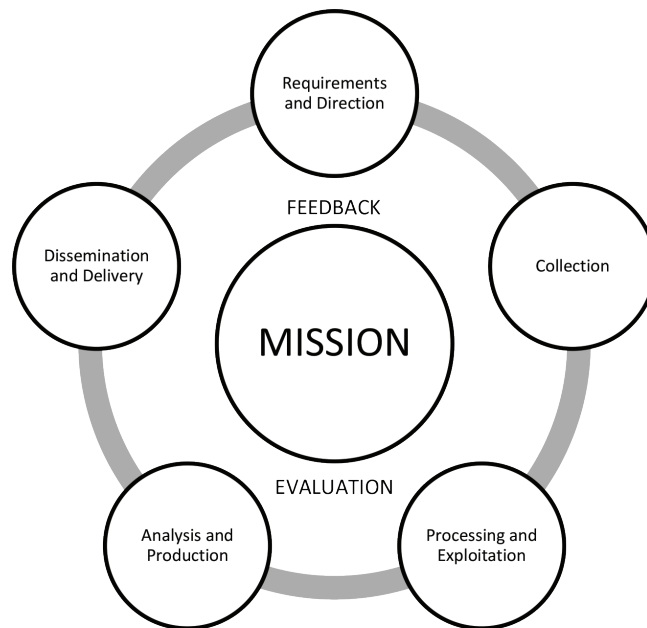 Requirements
and Direction
FEEDBACK
Dissemination
and Delivery
Collection
MISSION
EVALUATION
Analysis and
Production
Processing and
Exploitation